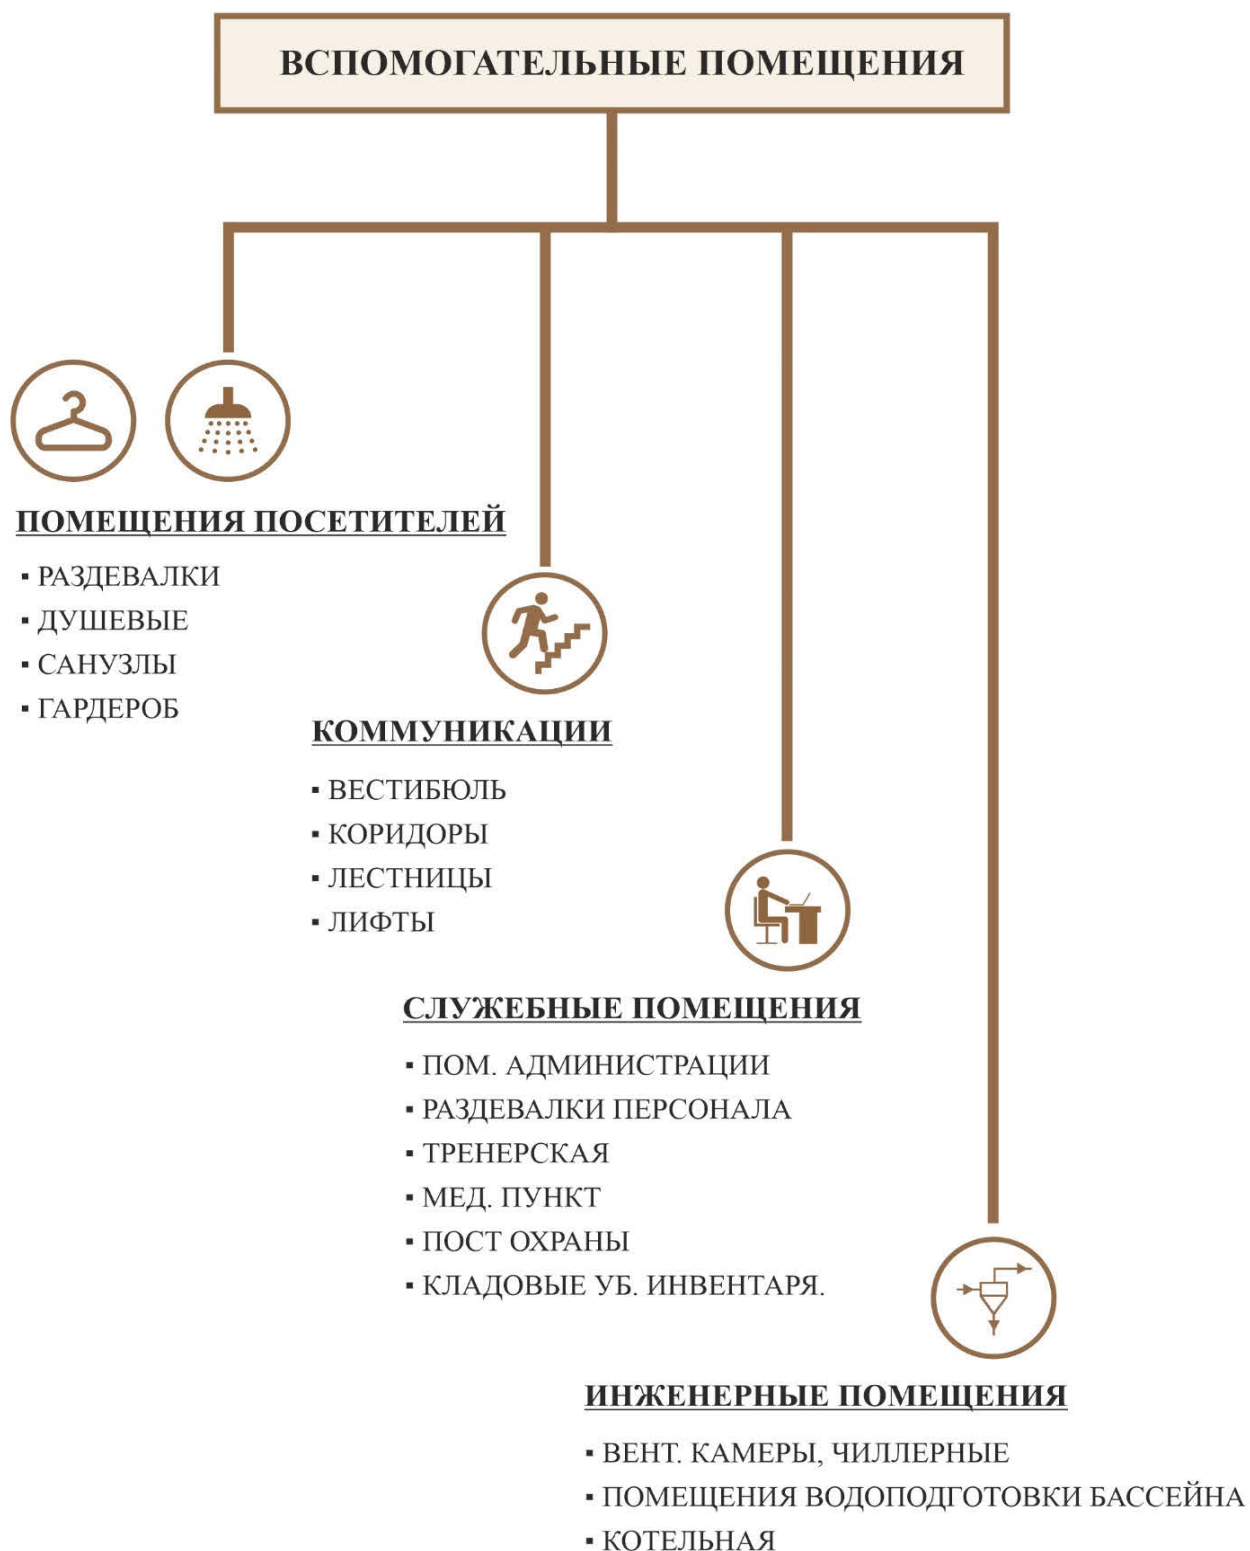 ВСПОМОГАТЕЛЬНЫЕ ПОМЕЩЕНИЯ
ПОМЕЩЕНИЯ ПОСЕТИТЕЛЕЙ
▪ РАЗДЕВАЛКИ
▪ ДУШЕВЫЕ
▪ САНУЗЛЫ
▪ ГАРДЕРОБ
КОММУНИКАЦИИ
▪ ВЕСТИБЮЛЬ
▪ КОРИДОРЫ
▪ ЛЕСТНИЦЫ
▪ ЛИФТЫ
СЛУЖЕБНЫЕ ПОМЕЩЕНИЯ
▪ ПОМ. АДМИНИСТРАЦИИ
▪ РАЗДЕВАЛКИ ПЕРСОНАЛА
▪ ТРЕНЕРСКАЯ
▪ МЕД. ПУНКТ
▪ ПОСТ ОХРАНЫ
▪ КЛАДОВЫЕ УБ. ИНВЕНТАРЯ.
ИНЖЕНЕРНЫЕ ПОМЕЩЕНИЯ
▪ ВЕНТ. КАМЕРЫ, ЧИЛЛЕРНЫЕ
▪ ПОМЕЩЕНИЯ ВОДОПОДГОТОВКИ БАССЕЙНА
▪ КОТЕЛЬНАЯ